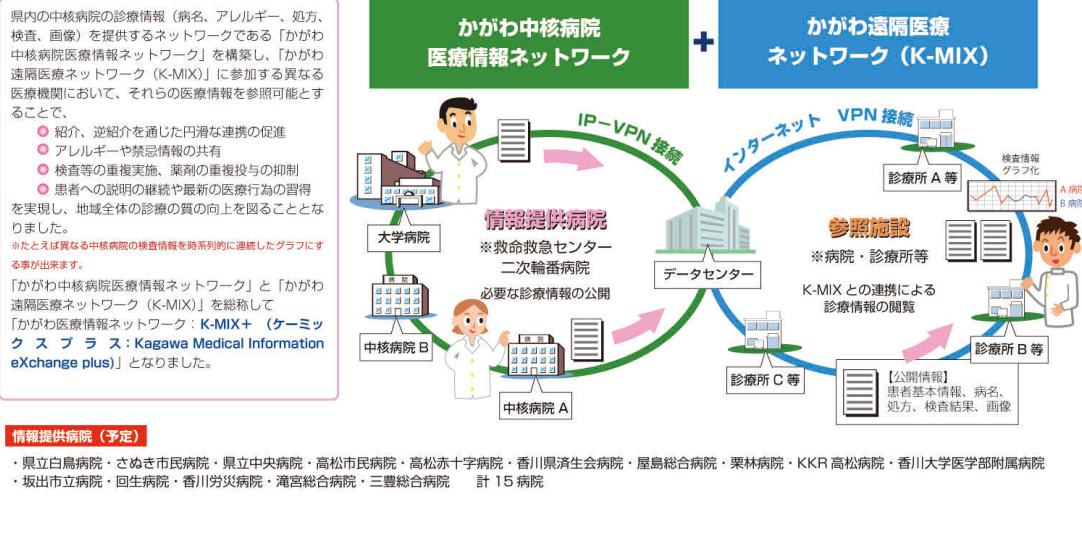 県内の中核病院の診療情報（病名、アレルギー、処方、
検査、画像）を提供するネットワークである「かがわ
中核病院医療情報ネットワーク」を構築し、「かがわ
遠隔医療ネットワーク（K-MIX）」に参加する異なる
医療機関において、それらの医療情報を参照可能とす
ることで、
紹介、逆紹介を通じた円滑な連携の促進
アレルギーや禁忌情報の共有
検査等の重複実施、薬剤の重複投与の抑制
患者への説明の継続や最新の医療行為の習得
を実現し、地域全体の診療の質の向上を図ることとな
りました。
※たとえば異なる中核病院の検査情報を時系列的に連続したグラフにす
る事が出来ます。
「かがわ中核病院医療情報ネットワーク」と「かがわ
遠隔医療ネットワーク（K-MIX）」を総称して
「かがわ医療情報ネットワーク：K-MIX＋ （ケーミッ
ク ス プ ラ ス：Kagawa Medical Information
eXchange plus)」となりました。
かがわ中核病院
医療情報ネットワーク
+
かがわ遠隔医療
ネットワーク（K-MIX）
IP－VPN 接続
インターネット VPN 接続
大学病院
情報提供病院
※救命救急センター
二次輪番病院
必要な診療情報の公開
病 院
中核病院 B
病 院
中核病院 A
データセンター
診療所 A 等
検査情報
グラフ化
A 病院
B 病院
参照施設
※病院・診療所等
K-MIX との連携による
診療情報の閲覧
診療所 B 等
診療所 C 等
【公開情報】
患者基本情報、病名、
処方、検査結果、画像
情報提供病院（予定）
・県立白鳥病院・さぬき市民病院・県立中央病院・高松市民病院・高松赤十字病院・香川県済生会病院・屋島総合病院・栗林病院・KKR 高松病院・香川大学医学部附属病院
・坂出市立病院・回生病院・香川労災病院・滝宮総合病院・三豊総合病院　計 15 病院